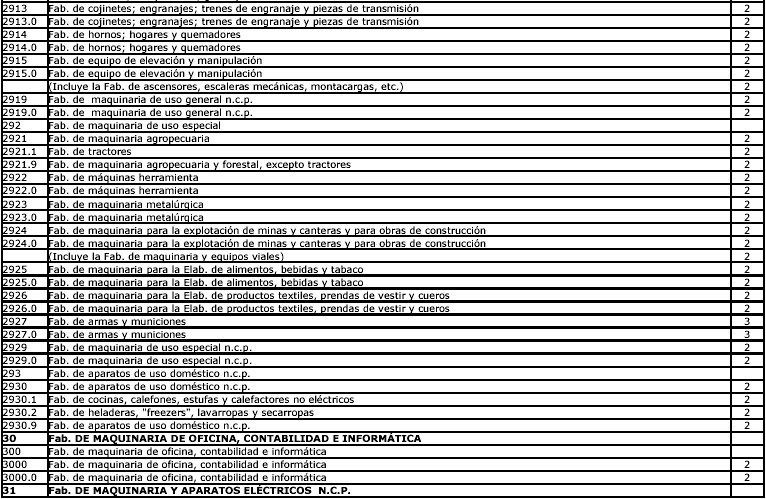 2913 Fab. de cojinetes; engranajes; trenes de engranaje y piezas de transmisión 2
2913.0 Fab. de cojinetes; engranajes; trenes de engranaje y piezas de transmisión 2
2914 Fab. de hornos; hogares y quemadores 2
2914.0 Fab. de hornos; hogares y quemadores 2
2915 Fab. de equipo de elevación y manipulación 2
2915.0 Fab. de equipo de elevación y manipulación 2
(Incluye la Fab. de ascensores, escaleras mecánicas, montacargas, etc.) 2
2919 Fab. de maquinaria de uso general n.c.p. 2
2919.0 Fab. de maquinaria de uso general n.c.p. 2
292 Fab. de maquinaria de uso especial
2921 Fab. de maquinaria agropecuaria 2
2921.1 Fab. de tractores 2
2921.9 Fab. de maquinaria agropecuaria y forestal, excepto tractores 2
2922 Fab. de máquinas herramienta 2
2922.0 Fab. de máquinas herramienta 2
2923 Fab. de maquinaria metalúrgica 2
2923.0 Fab. de maquinaria metalúrgica 2
2924 Fab. de maquinaria para la explotación de minas y canteras y para obras de construcción 2
2924.0 Fab. de maquinaria para la explotación de minas y canteras y para obras de construcción 2
(Incluye la Fab. de maquinaria y equipos viales) 2
2925 Fab. de maquinaria para la Elab. de alimentos, bebidas y tabaco 2
2925.0 Fab. de maquinaria para la Elab. de alimentos, bebidas y tabaco 2
2926 Fab. de maquinaria para la Elab. de productos textiles, prendas de vestir y cueros 2
2926.0 Fab. de maquinaria para la Elab. de productos textiles, prendas de vestir y cueros 2
2927 Fab. de armas y municiones 3
2927.0 Fab. de armas y municiones 3
2929 Fab. de maquinaria de uso especial n.c.p. 2
2929.0 Fab. de maquinaria de uso especial n.c.p. 2
293 Fab. de aparatos de uso doméstico n.c.p.
2930 Fab. de aparatos de uso doméstico n.c.p. 2
2930.1 Fab. de cocinas, calefones, estufas y calefactores no eléctricos 2
2930.2 Fab. de heladeras, "freezers", lavarropas y secarropas 2
2930.9 Fab. de aparatos de uso doméstico n.c.p. 2
30 Fab. DE MAQUINARIA DE OFICINA, CONTABILIDAD E INFORMÁTICA
300 Fab. de maquinaria de oficina, contabilidad e informática
3000 Fab. de maquinaria de oficina, contabilidad e informática 2
3000.0 Fab. de maquinaria de oficina, contabilidad e informática 2
31 Fab. DE MAQUINARIA Y APARATOS ELÉCTRICOS N.C.P.